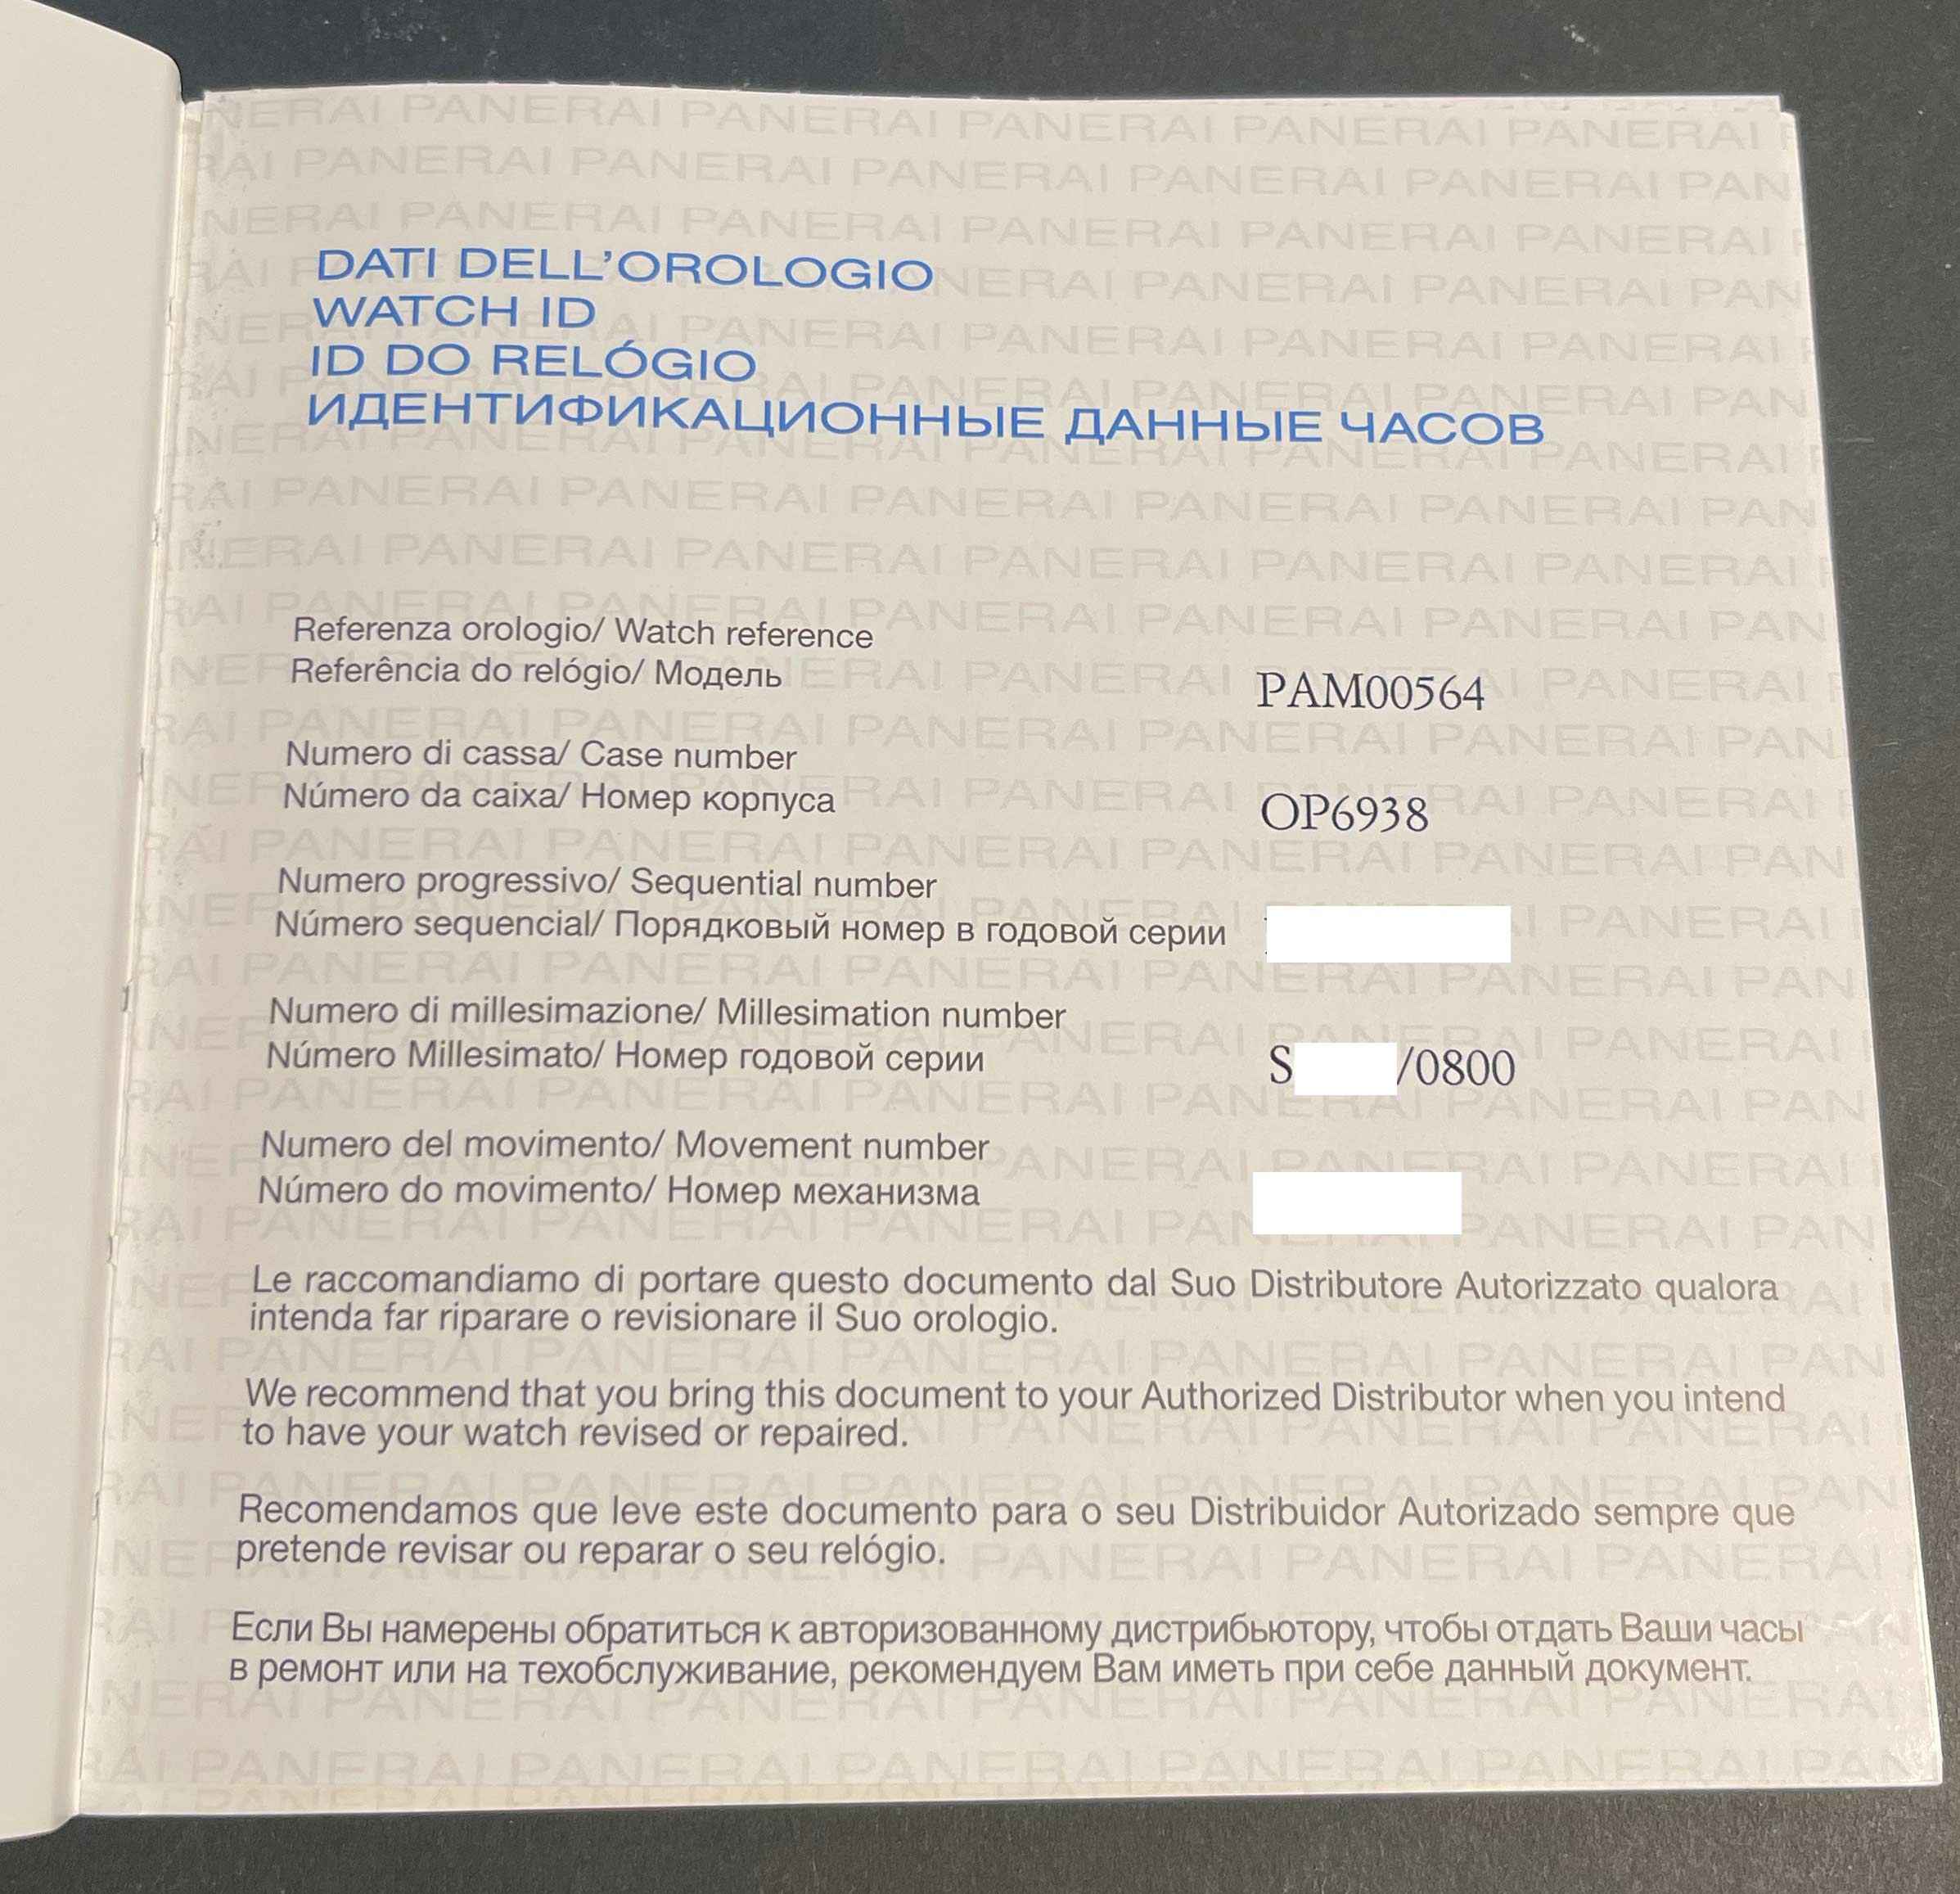 DATI DELL'OROLOGIO
WATCH ID
ID DO RELÓGIO
ИДЕНТИФИКАЦИОННЫЕ ДАННЫЕ ЧАСОВ
Referenza orologio/ Watch reference
Referência do relógio/ Модель PAM00564
Numero di cassa/ Case number
Número da caixa/ Номер корпуса OP6938
Numero progressivo/ Sequential number
Número sequencial/ Порядковый номер в годовой серии
Numero di millesimazione/ Millesimation number
Número Millesimato/ Номер годовой серии S /0800
Numero del movimento/ Movement number
Número do movimento/ Номер механизма
Le raccomandiamo di portare questo documento dal Suo Distributore Autorizzato qualora
intenda far riparare o revisionare il Suo orologio.
We recommend that you bring this document to your Authorized Distributor when you intend
to have your watch revised or repaired.
Recomendamos que leve este documento para o seu Distribuidor Autorizado sempre que
pretende revisar ou reparar o seu relógio.
Если Вы намерены обратиться к авторизованному дистрибьютору, чтобы отдать Ваши часы
в ремонт или на техобслуживание, рекомендуем Вам иметь при себе данный документ.